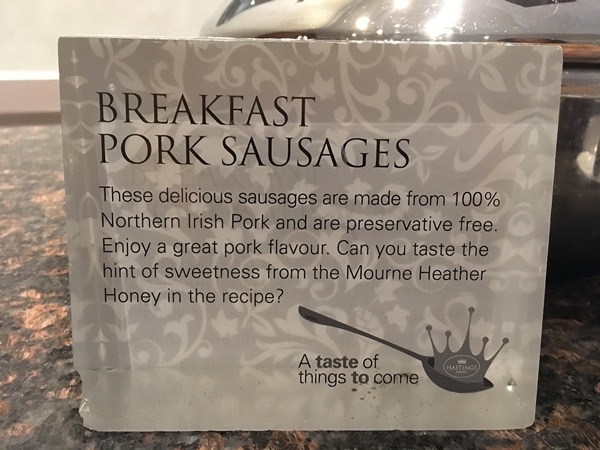 BREAKFAST
PORK SAUSAGES
These delicious sausages are made from 100%
Northern Irish Pork and are preservative free.
Enjoy a great pork flavour. Can you taste the
hint of sweetness from the Mourne Heather
Honey in the recipe?
A taste of
things to come
HASTINGS